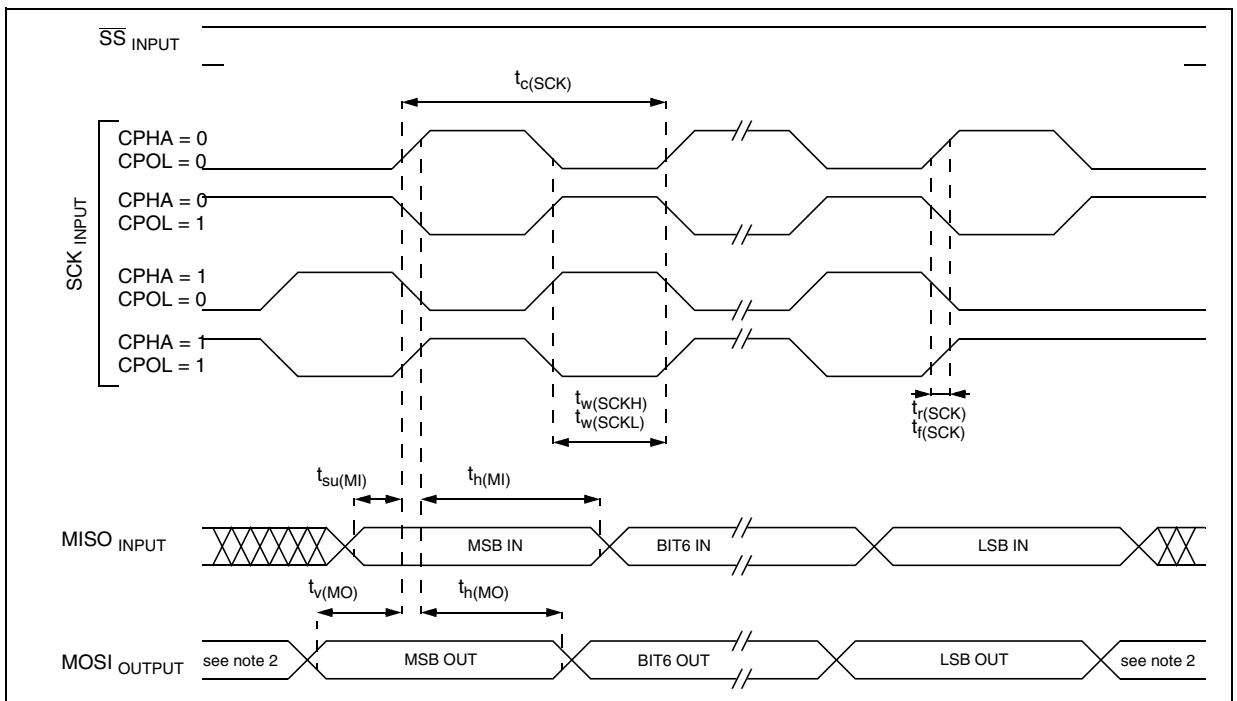 SS INPUT
tc(SCK)
SCK INPUT
CPHA = 0
CPOL = 0
CPHA = 0
CPOL = 1
CPHA = 1
CPOL = 0
CPHA = 1
CPOL = 1
tw(SCKH)
tw(SCKL)
tr(SCK)
tf(SCK)
tsu(MI)
th(MI)
MISO INPUT
MSB IN
BIT6 IN
LSB IN
tv(MO)
th(MO)
MOSI OUTPUT
see note 2
MSB OUT
BIT6 OUT
LSB OUT
see note 2